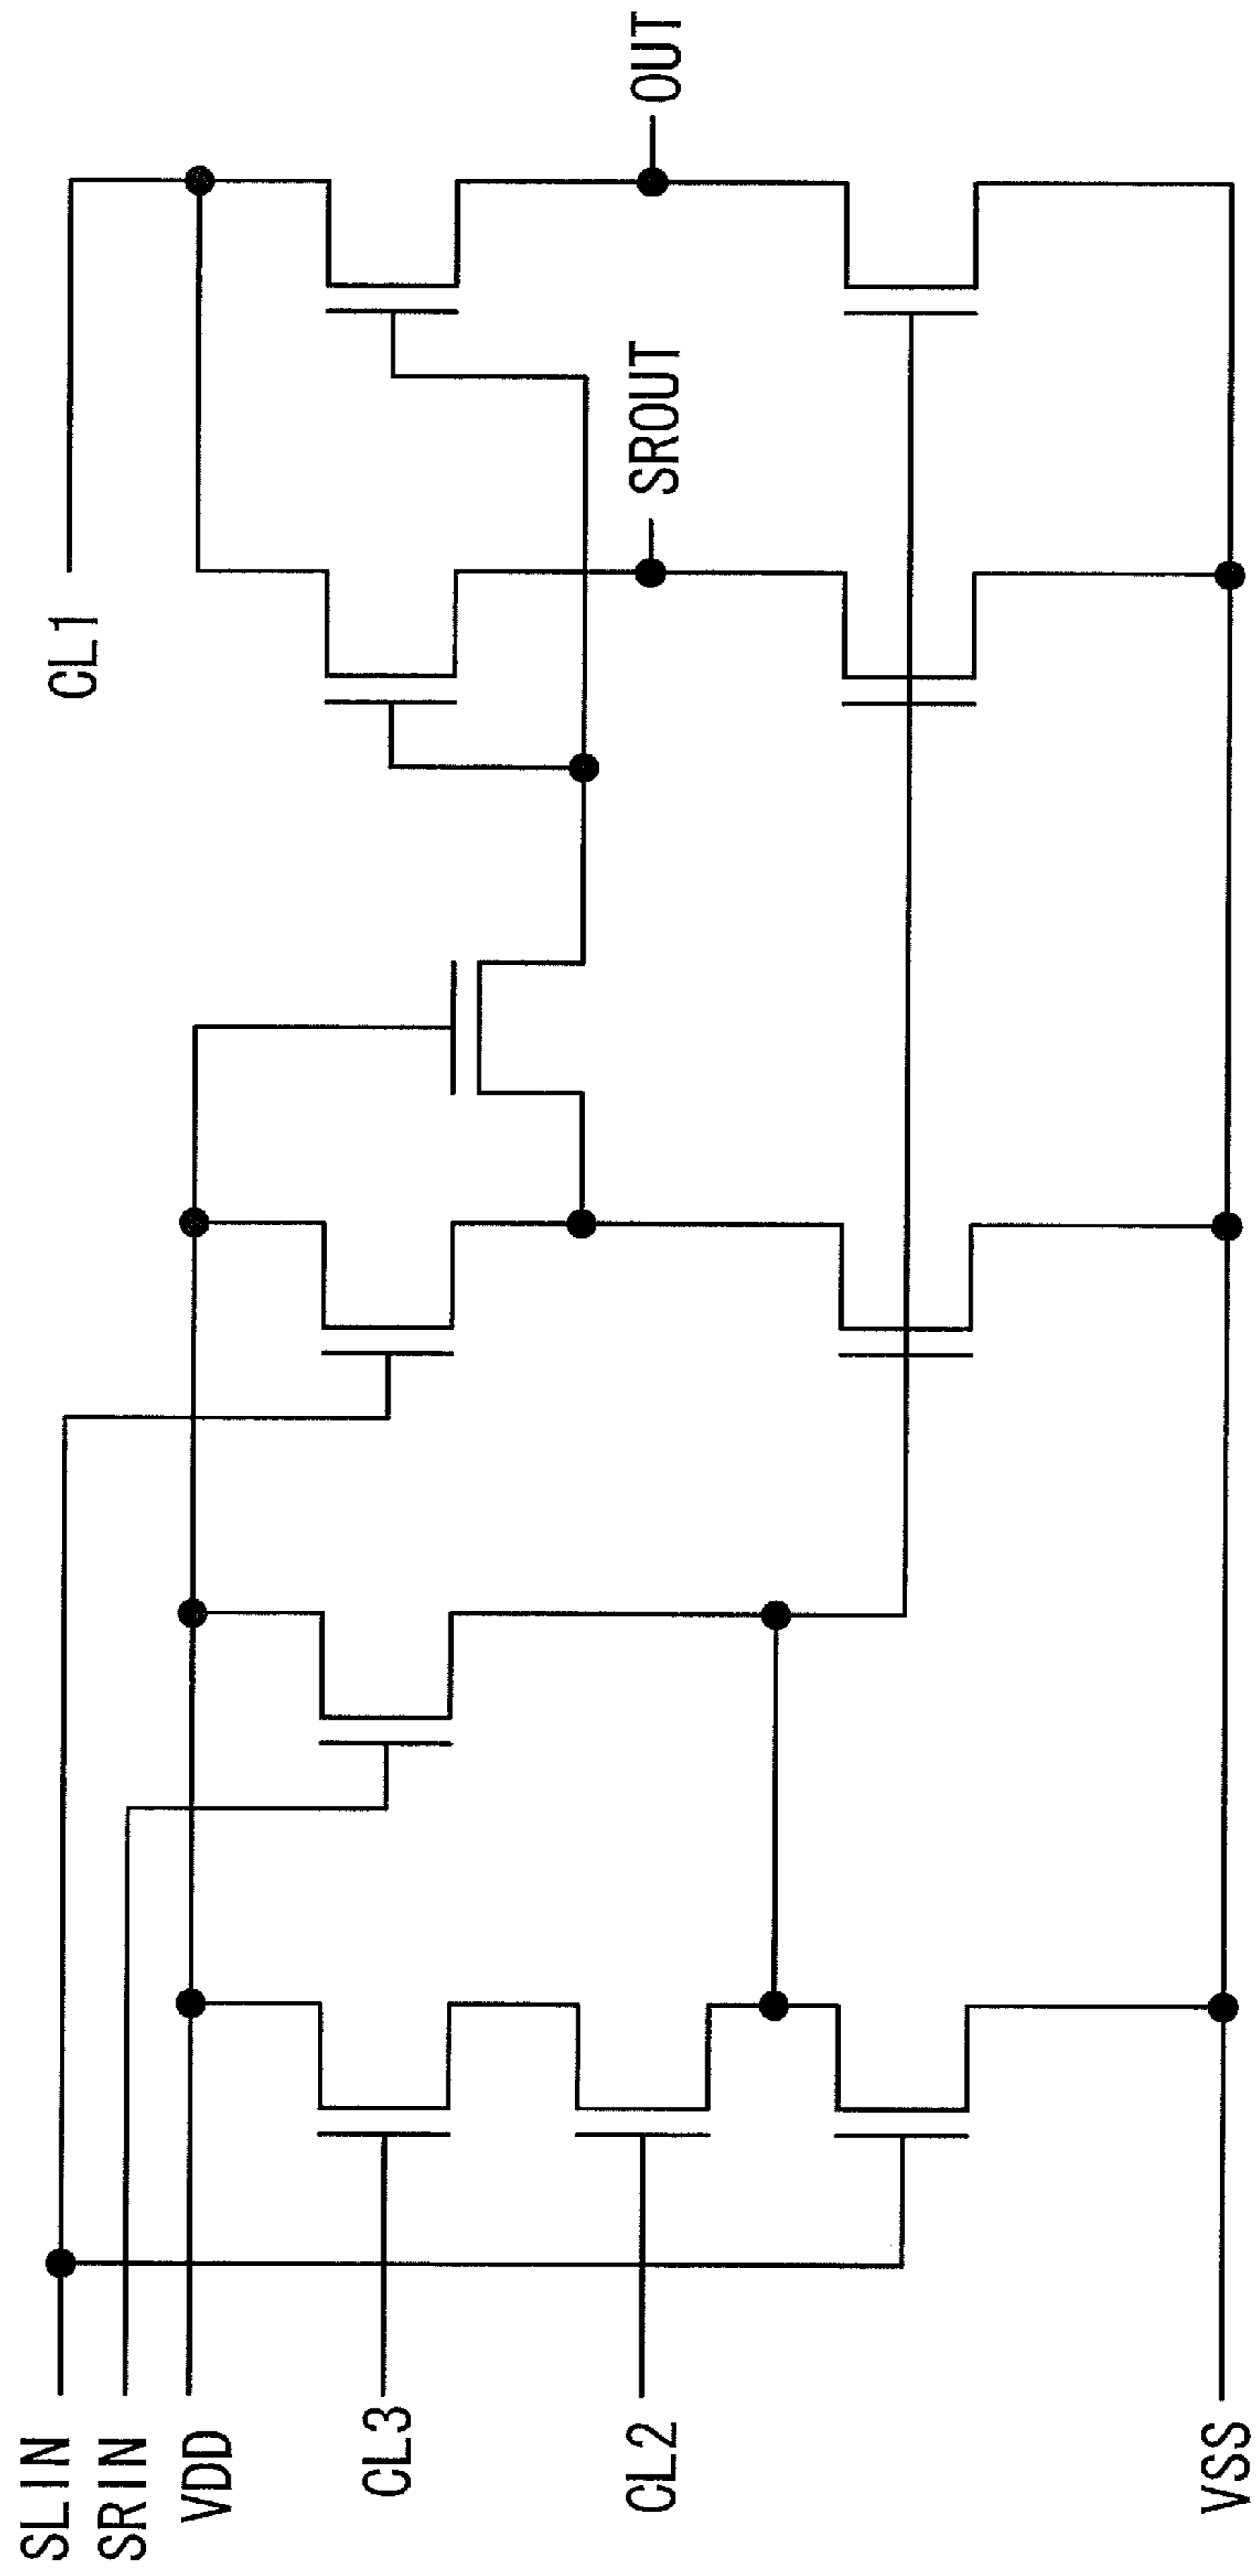 SLIN
SRIN
VDD
CL3
CL2
VSS
CL1
SROUT
OUT